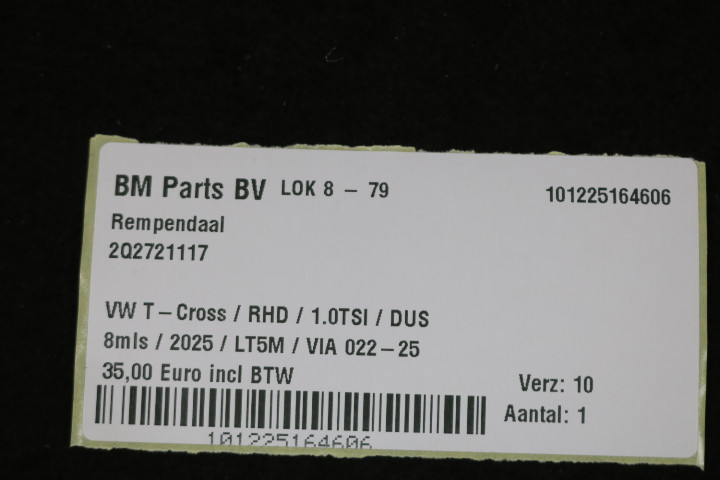 BM Parts BV LOK 8 - 79
101225164606
Rempendaal
2Q2721117
VW T-Cross / RHD / 1.0TSI / DUS
8mls / 2025 / LT5M / VIA 022-25
35,00 Euro incl BTW
Verz: 10
Aantal: 1
101225164606